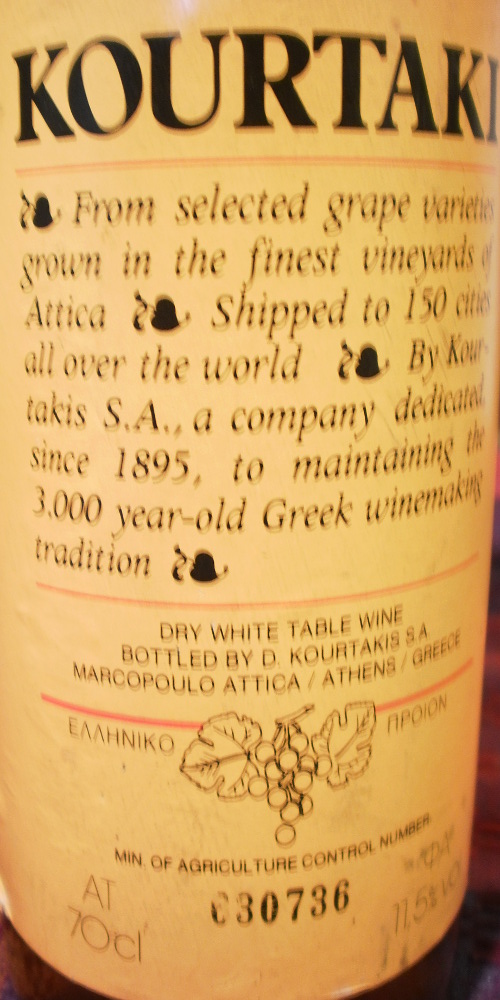 KOURTAKI
From selected grape varieties
grown in the finest vineyards of
Attica Shipped to 150 cities
all over the world By Kour-
takis S.A., a company dedicated,
since 1895, to maintaining the
3.000 year-old Greek winemaking
tradition
DRY WHITE TABLE WINE
BOTTLED BY D. KOURTAKIS S.A.
MARCOPOULO ATTICA / ATHENS / GREECE
ΕΛΛΗΝΙΚΟ ΠΡΟΙΟΝ
MIN. OF AGRICULTURE CONTROL NUMBER
030736
AT
70cl
11,5%vol